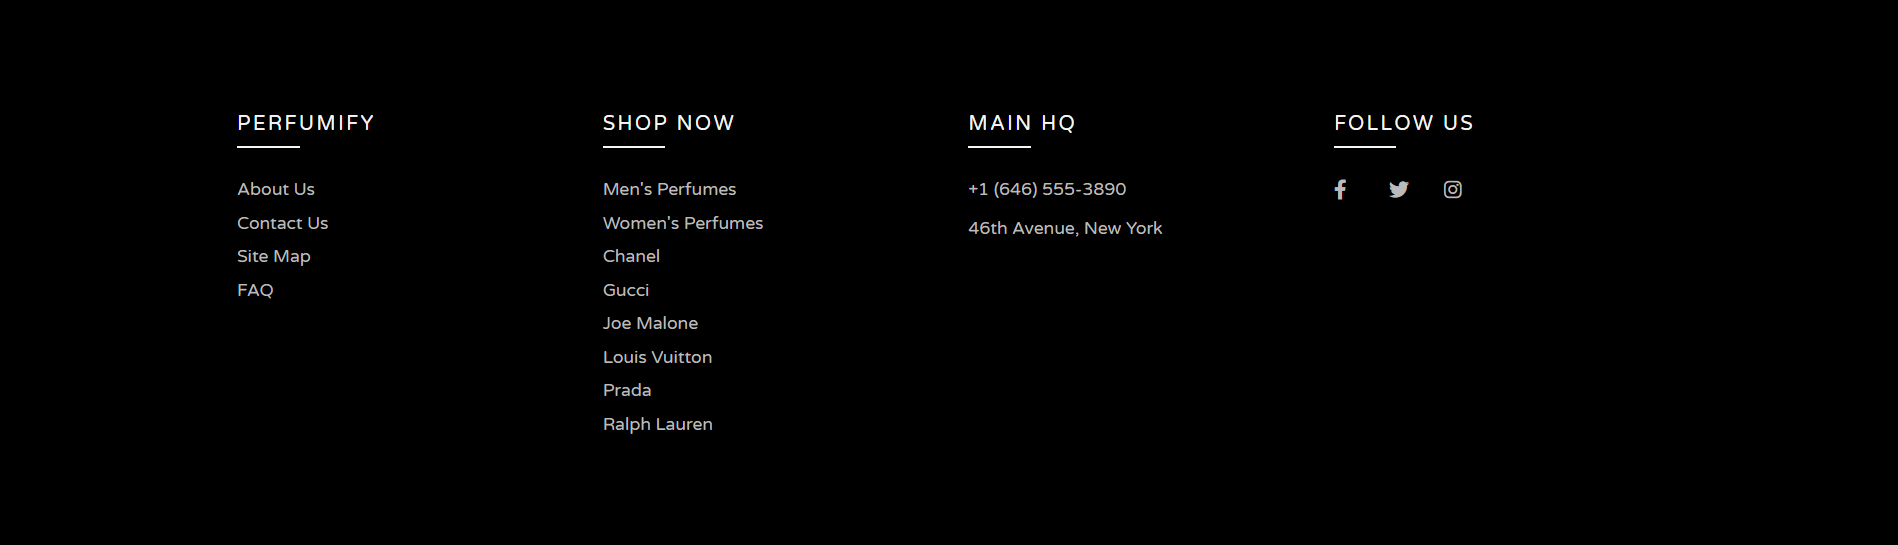 PERFUMIFY
About Us
Contact Us
Site Map
FAQ
SHOP NOW
Men's Perfumes
Women's Perfumes
Chanel
Gucci
Joe Malone
Louis Vuitton
Prada
Ralph Lauren
MAIN HQ
+1 (646) 555-3890
46th Avenue, New York
FOLLOW US